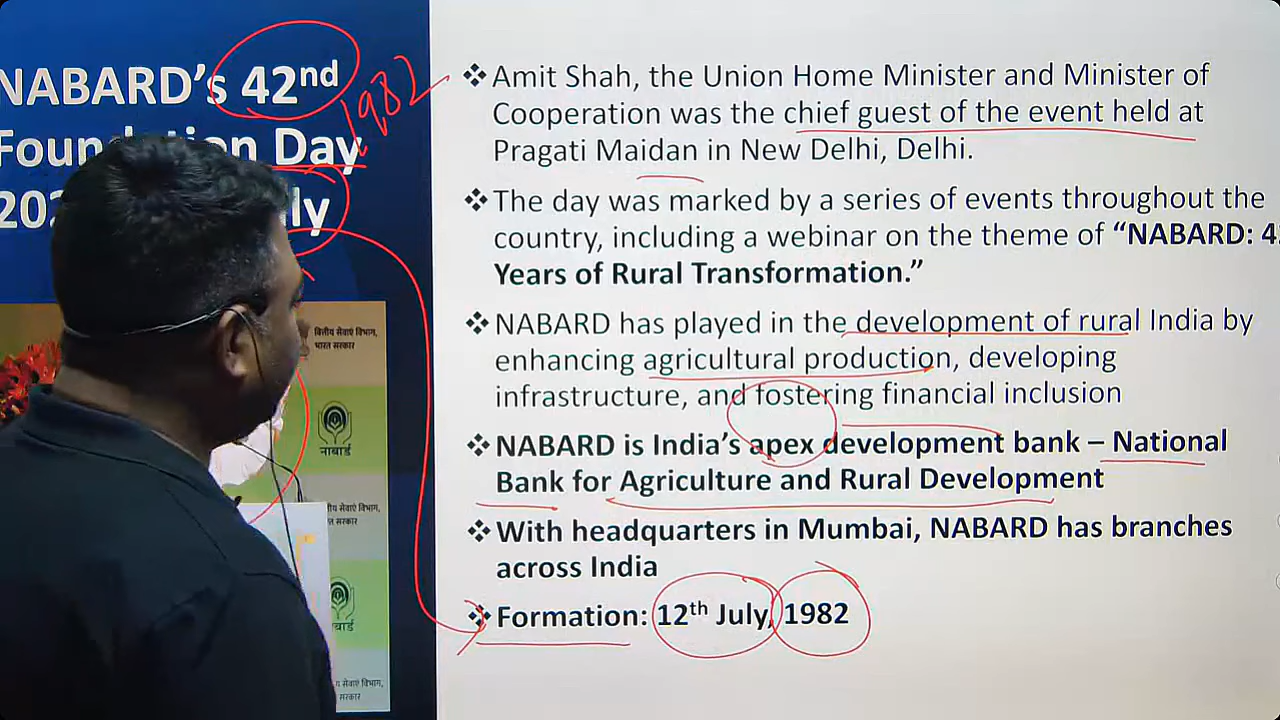 NABARD's 42nd
Day
1982
❖ Amit Shah, the Union Home Minister and Minister of
Cooperation was the chief guest of the event held at
Pragati Maidan in New Delhi, Delhi.
❖ The day was marked by a series of events throughout the
country, including a webinar on the theme of "NABARD:
Years of Rural Transformation."
❖ NABARD has played in the development of rural India by
enhancing agricultural production, developing
infrastructure, and fostering financial inclusion
❖ NABARD is India's apex development bank – National
Bank for Agriculture and Rural Development
❖ With headquarters in Mumbai, NABARD has branches
across India
❖ Formation: 12th July, 1982
वित्तीय सेवाएं विभाग,
भारत सरकार
नाबार्ड
सेवाएं विभाग,
सरकार
सेवाएं विभाग,
सरकार